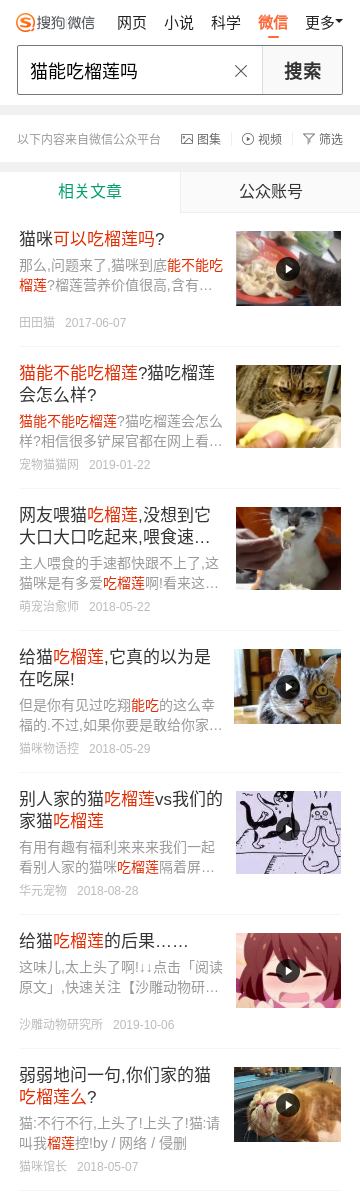 搜狗微信 网页 小说 科学 微信 更多
猫能吃榴莲吗 搜索
以下内容来自微信公众平台 图集 视频 筛选
相关文章 公众账号
猫咪可以吃榴莲吗?
那么,问题来了,猫咪到底能不能吃
榴莲?榴莲营养价值很高,含有…
田田猫 2017-06-07
猫能不能吃榴莲?猫吃榴莲
会怎么样?
猫能不能吃榴莲?猫吃榴莲会怎么
样?相信很多铲屎官都在网上看…
宠物猫猫网 2019-01-22
网友喂猫吃榴莲,没想到它
大口大口吃起来,喂食速…
主人喂食的手速都快跟不上了,这
猫咪是有多爱吃榴莲啊!看来这…
萌宠治愈师 2018-05-22
给猫吃榴莲,它真的以为是
在吃屎!
但是你有见过吃翔能吃的这么幸
福的.不过,如果你要是敢给你家…
猫咪物语控 2018-05-29
别人家的猫吃榴莲vs我们的
家猫吃榴莲
有用有趣有福利来来来我们一起
看别人家的猫咪吃榴莲隔着屏…
华元宠物 2018-08-28
给猫吃榴莲的后果……
这味儿,太上头了啊!↓↓点击「阅读
原文」,快速关注【沙雕动物研…
沙雕动物研究所 2019-10-06
弱弱地问一句,你们家的猫
吃榴莲么?
猫:不行不行,上头了!上头了!猫:请
叫我榴莲控!by / 网络 / 侵删
猫咪馆长 2018-05-07